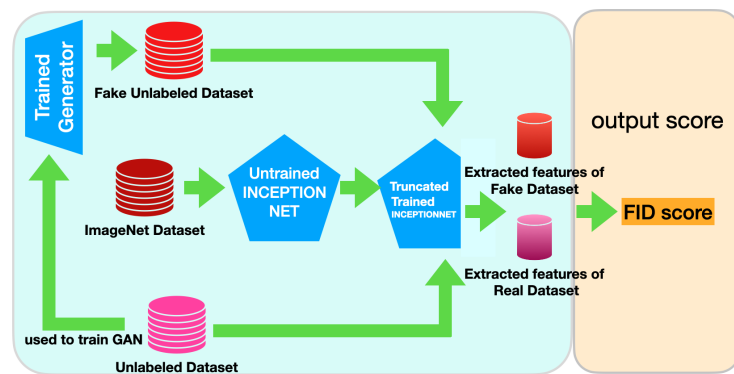 Trained
Generator
Fake Unlabeled Dataset
output score
Untrained
INCEPTION
NET
Truncated
Trained
INCEPTIONNET
Extracted features of
Fake Dataset
ImageNet Dataset
FID score
Extracted features of
Real Dataset
used to train GAN
Unlabeled Dataset